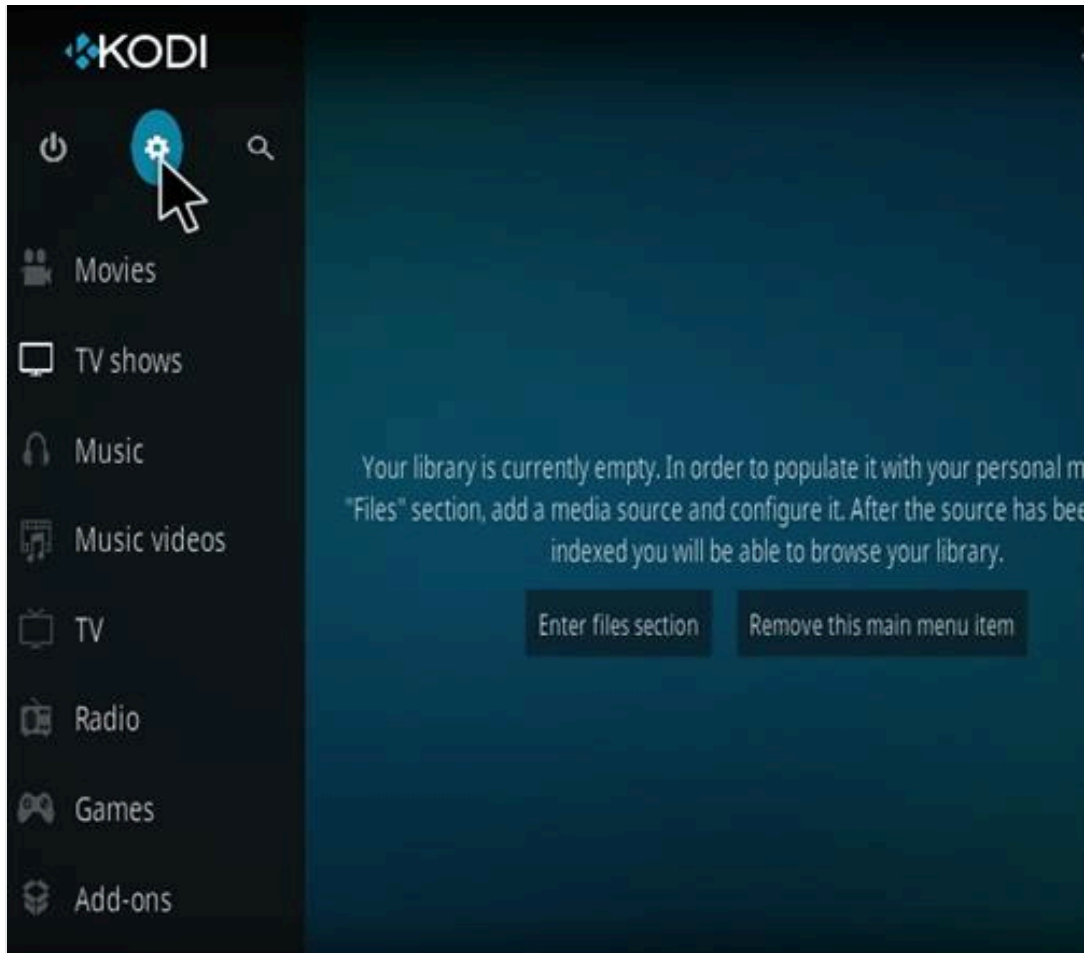 KODI
Movies
TV shows
Music
Music videos
TV
Radio
Games
Add-ons
Your library is currently empty. In order to populate it with your personal
"Files" section, add a media source and configure it. After the source has
indexed you will be able to browse your library.
Enter files section
Remove this main menu item